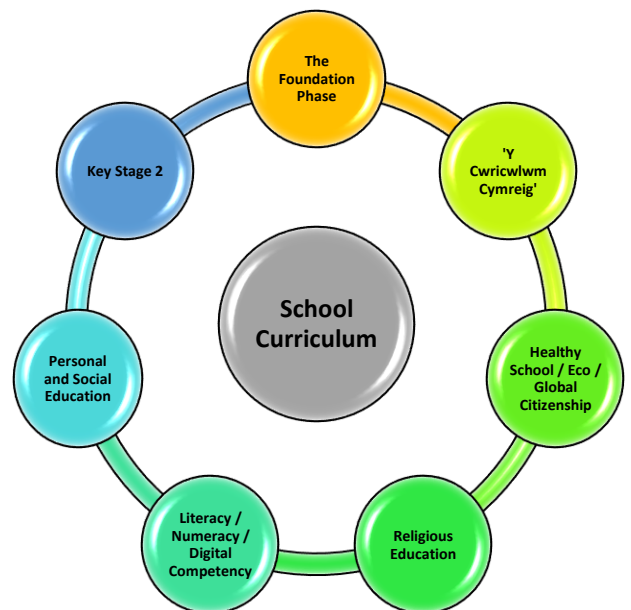 The
Foundation
Phase
'Y
Cwricwlwm
Cymreig'
Healthy
School / Eco /
Global
Citizenship
Religious
Education
Literacy /
Numeracy /
Digital
Competency
Personal
and Social
Education
Key Stage 2
School
Curriculum